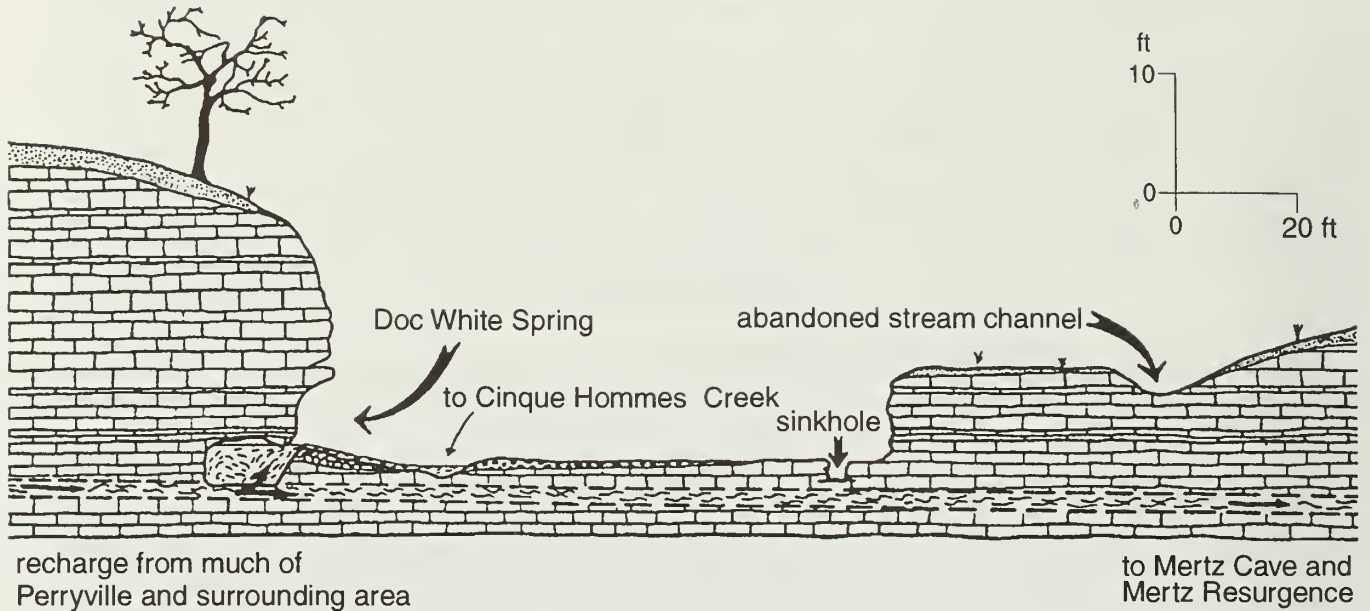 ft
10
0
0
20 ft
Doc White Spring
abandoned stream channel
to Cinque Hommes Creek
sinkhole
recharge from much of
Perryville and surrounding area
to Mertz Cave and
Mertz Resurgence